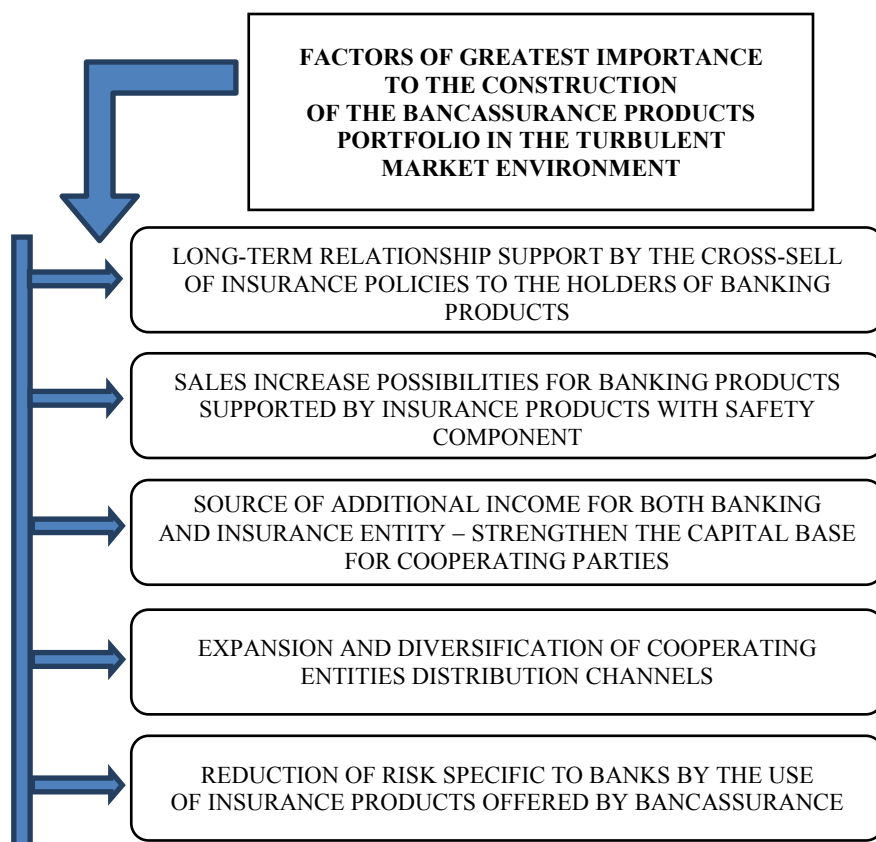 FACTORS OF GREATEST IMPORTANCE
TO THE CONSTRUCTION
OF THE BANCASSURANCE PRODUCTS
PORTFOLIO IN THE TURBULENT
MARKET ENVIRONMENT
LONG-TERM RELATIONSHIP SUPPORT BY THE CROSS-SELL
OF INSURANCE POLICIES TO THE HOLDERS OF BANKING
PRODUCTS
SALES INCREASE POSSIBILITIES FOR BANKING PRODUCTS
SUPPORTED BY INSURANCE PRODUCTS WITH SAFETY
COMPONENT
SOURCE OF ADDITIONAL INCOME FOR BOTH BANKING
AND INSURANCE ENTITY – STRENGTHEN THE CAPITAL BASE
FOR COOPERATING PARTIES
EXPANSION AND DIVERSIFICATION OF COOPERATING
ENTITIES DISTRIBUTION CHANNELS
REDUCTION OF RISK SPECIFIC TO BANKS BY THE USE
OF INSURANCE PRODUCTS OFFERED BY BANCASSURANCE